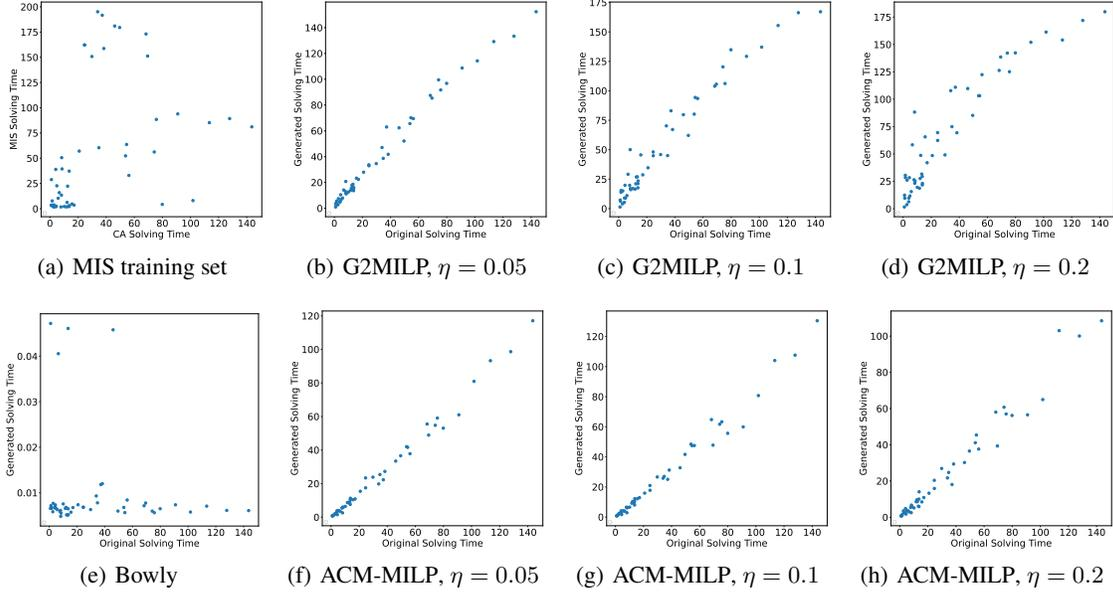 200
175
150
125
100
75
50
25
0
MIS Solving Time
0 20 40 60 80 100 120 140
CA Solving Time
(a) MIS training set
140
120
100
80
60
40
20
0
Generated Solving Time
0 20 40 60 80 100 120 140
Original Solving Time
(b) G2MILP, η = 0.05
175
150
125
100
75
50
25
0
Generated Solving Time
0 20 40 60 80 100 120 140
Original Solving Time
(c) G2MILP, η = 0.1
175
150
125
100
75
50
25
0
Generated Solving Time
0 20 40 60 80 100 120 140
Original Solving Time
(d) G2MILP, η = 0.2
0.04
0.03
0.02
0.01
Generated Solving Time
0 20 40 60 80 100 120 140
Original Solving Time
(e) Bowly
120
100
80
60
40
20
0
Generated Solving Time
0 20 40 60 80 100 120 140
Original Solving Time
(f) ACM-MILP, η = 0.05
120
100
80
60
40
20
0
Generated Solving Time
0 20 40 60 80 100 120 140
Original Solving Time
(g) ACM-MILP, η = 0.1
100
80
60
40
20
0
Generated Solving Time
0 20 40 60 80 100 120 140
Original Solving Time
(h) ACM-MILP, η = 0.2